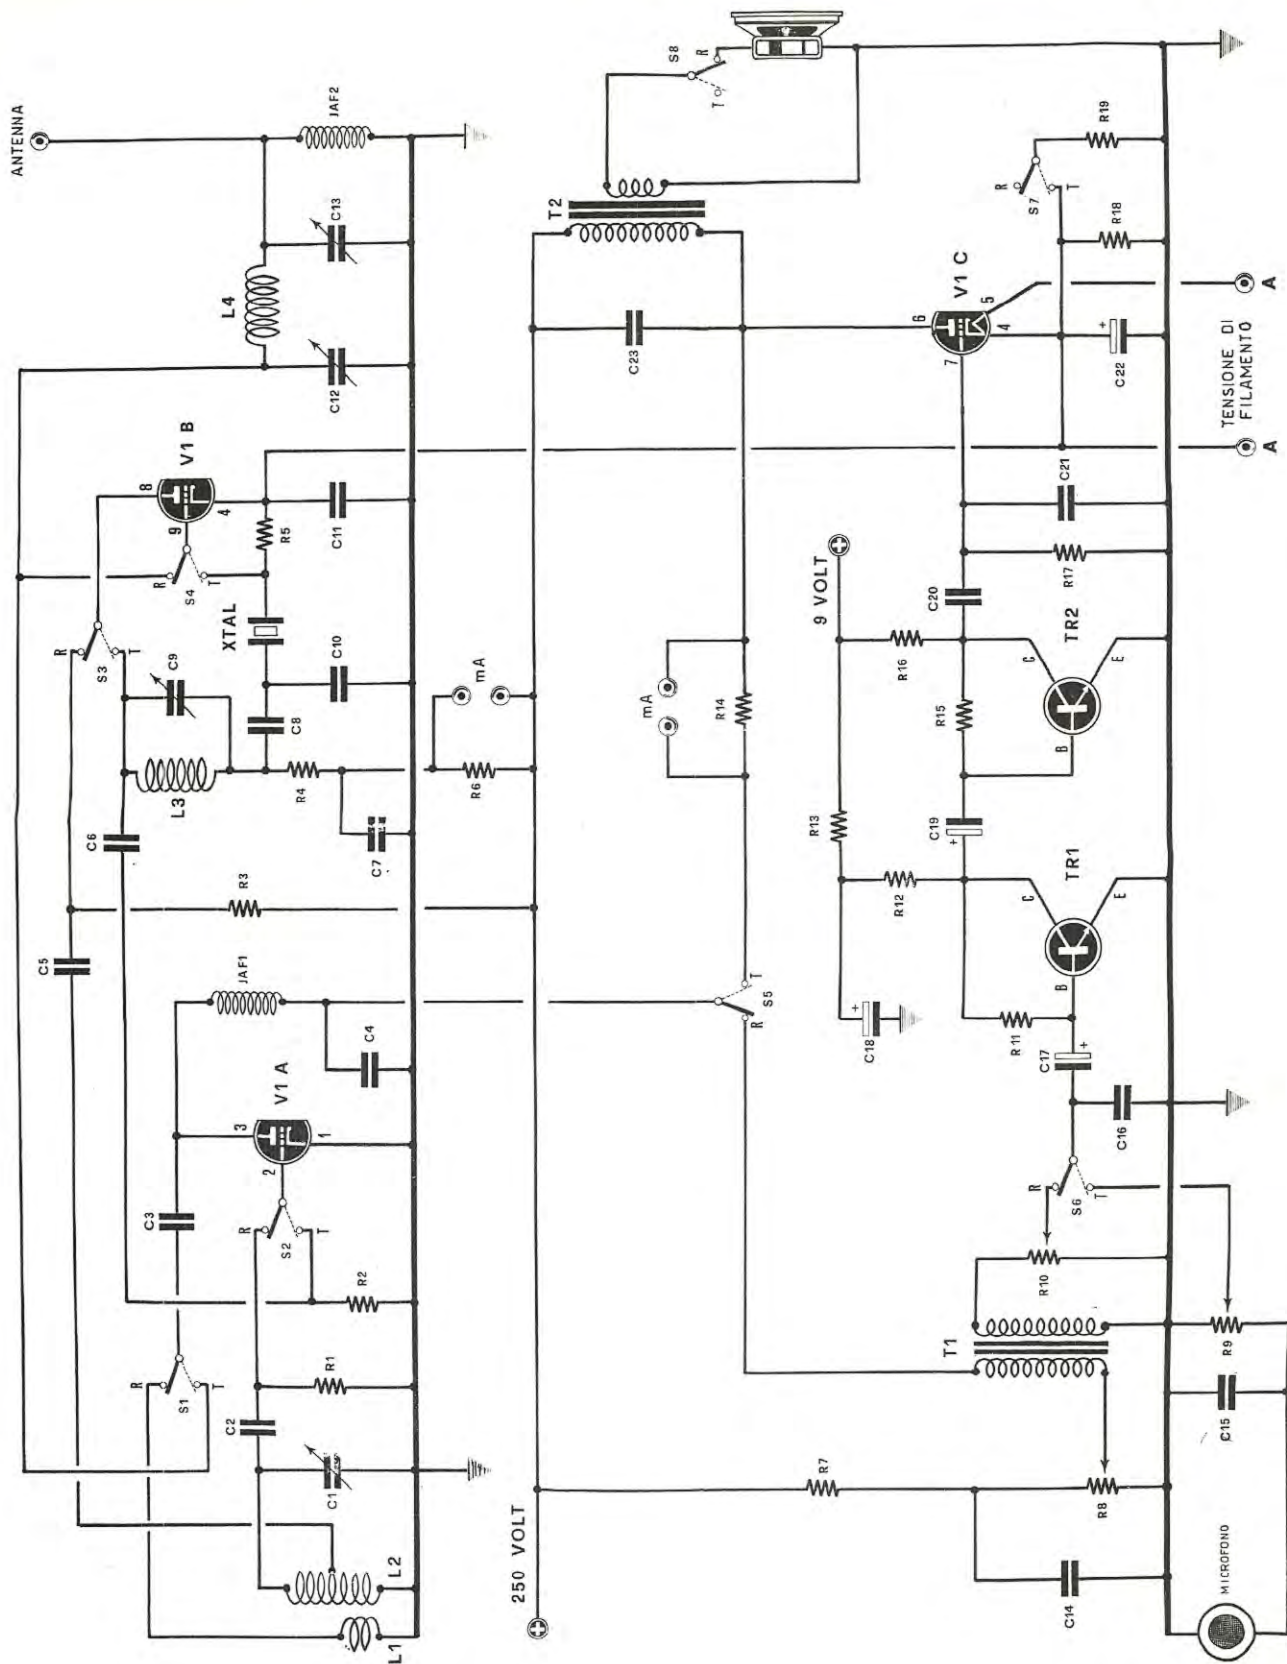 ANTENNA
JAF2
C13
L4
C12
V1 B
8
9
4
R
T
S4
R5
C11
XTAL
C10
R
T
S3
C9
C8
L3
R4
C7
R6
mA
C6
R3
C5
JAF1
C4
V1 A
3
2
1
C3
R
T
S2
R2
R
T
S1
R1
C2
C1
L2
L1
S8
R
T
T2
C23
V1 C
6
7
5
4
R
T
S7
R19
R18
+
C22
A
TENSIONE DI
FILAMENTO
A
C21
R17
C20
9 VOLT
R16
TR2
C
E
B
R15
mA
R14
R13
C19
+
R12
TR1
C
E
B
R11
+
C18
C17
+
C16
R
T
S5
R
T
S6
R10
T1
R9
C15
R7
R8
C14
250 VOLT
MICROFONO